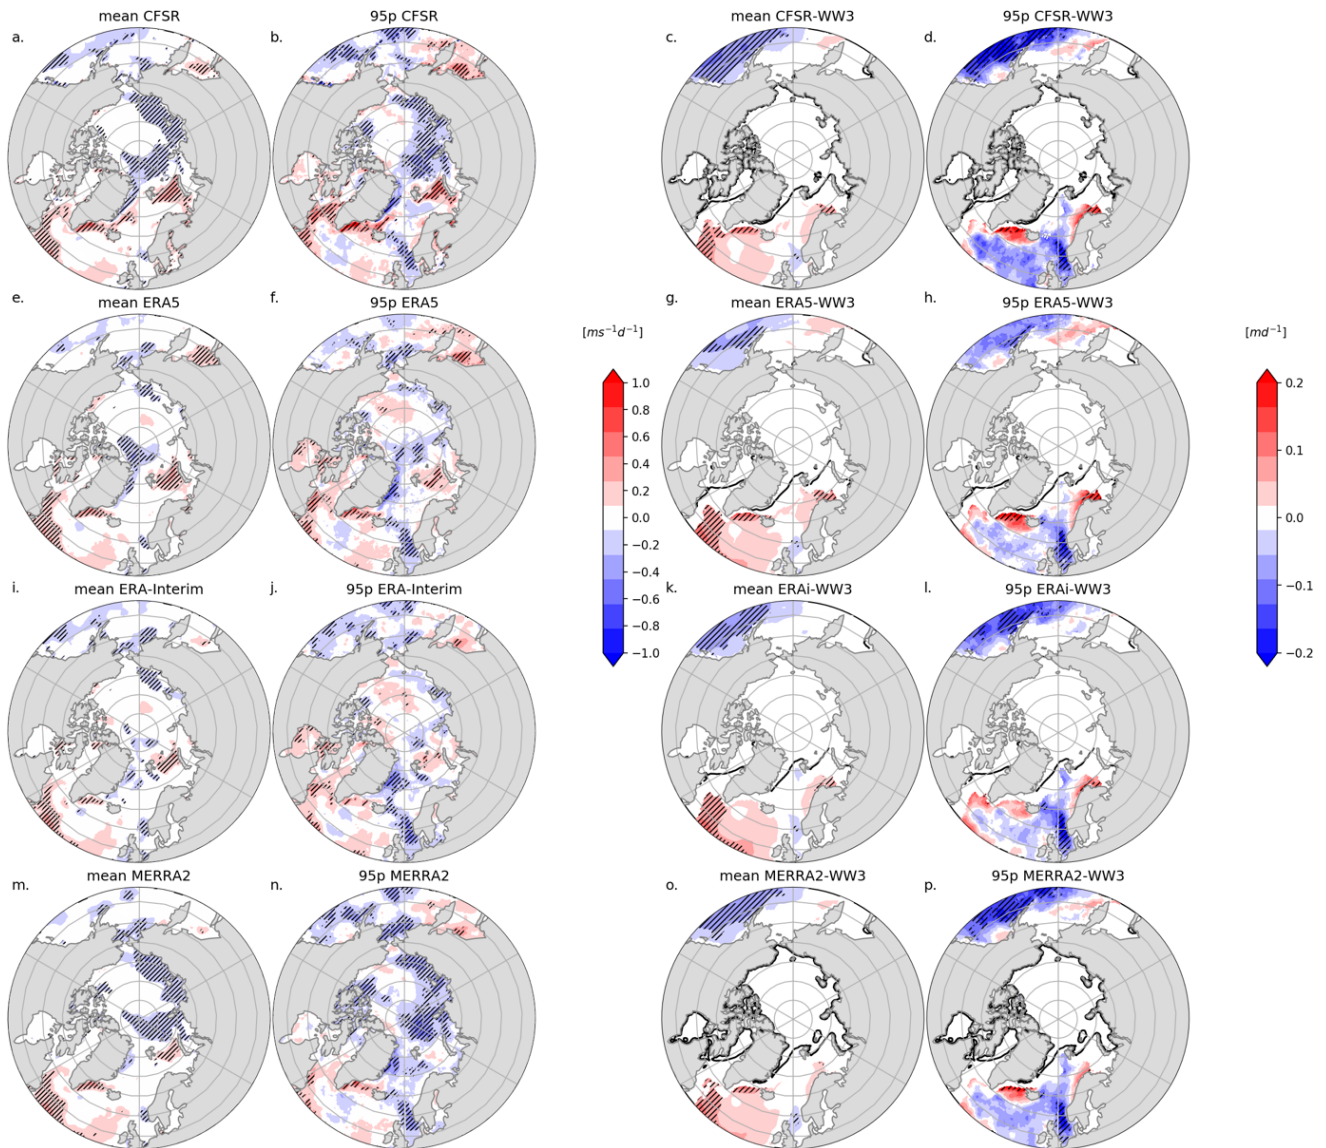 mean CFSR 95p CFSR mean CFSR-WW3 95p CFSR-WW3
a. b. c. d.
mean ERA5 95p ERA5 mean ERA5-WW3 95p ERA5-WW3
e. f. g. h.
[ms⁻¹d⁻¹] [md⁻¹]
1.0 0.2
0.8
0.6
0.4 0.1
0.2
0.0 0.0
−0.2
−0.4 −0.1
−0.6
−0.8
−1.0 −0.2
mean ERA-Interim 95p ERA-Interim mean ERAi-WW3 95p ERAi-WW3
i. j. k. l.
mean MERRA2 95p MERRA2 mean MERRA2-WW3 95p MERRA2-WW3
m. n. o. p.